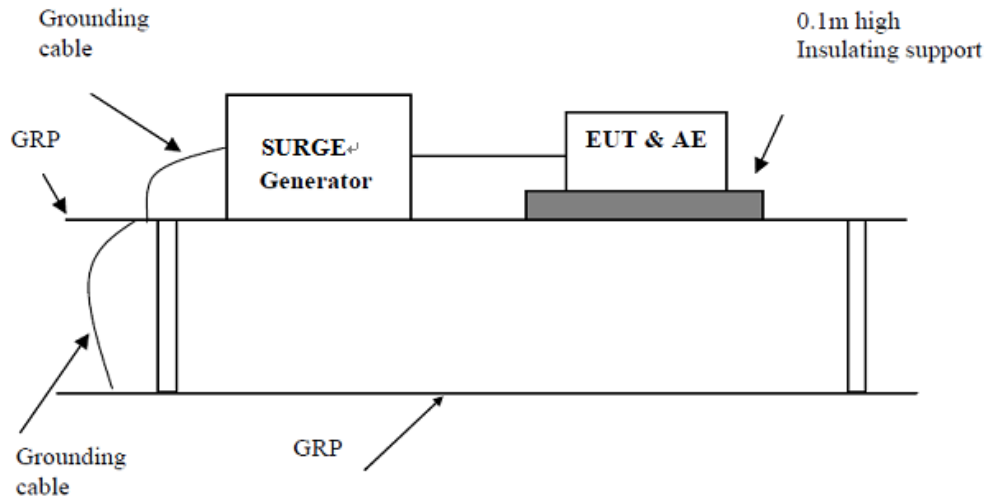 Grounding
cable
0.1m high
Insulating support
GRP
SURGE↵
Generator
EUT & AE
GRP
Grounding
cable